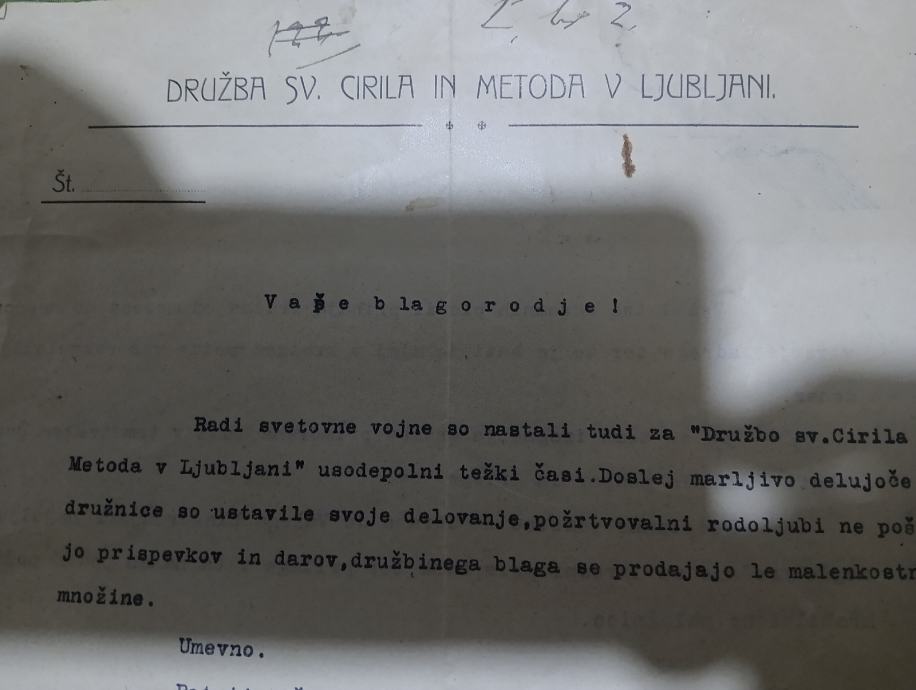 DRUŽBA SV. CIRILA IN METODA V LJUBLJANI.
Št.
Vaše blagorodje!
Radi svetovne vojne so nastali tudi za "Družbo sv.Cirila
Metoda v Ljubljani" usodepolni težki časi.Doslej marljivo delujoče
družnice so ustavile svoje delovanje,požrtvovalni rodoljubi ne poš
jo prispevkov in darov,družbinega blaga se prodajajo le malenkostn
množine.
Umevno.